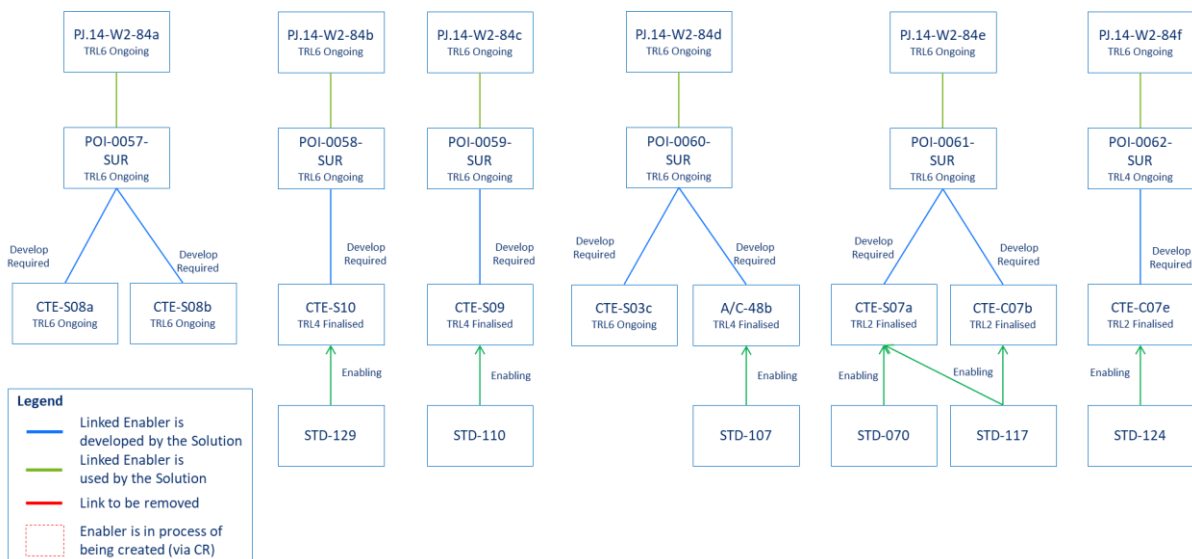 PJ.14-W2-84a
TRL6 Ongoing
PJ.14-W2-84b
TRL6 Ongoing
PJ.14-W2-84c
TRL6 Ongoing
PJ.14-W2-84d
TRL6 Ongoing
PJ.14-W2-84e
TRL6 Ongoing
PJ.14-W2-84f
TRL6 Ongoing
POI-0057-
SUR
TRL6 Ongoing
POI-0058-
SUR
TRL6 Ongoing
POI-0059-
SUR
TRL6 Ongoing
POI-0060-
SUR
TRL6 Ongoing
POI-0061-
SUR
TRL6 Ongoing
POI-0062-
SUR
TRL4 Ongoing
Develop
Required
Develop
Required
Develop
Required
Develop
Required
Develop
Required
Develop
Required
Develop
Required
Develop
Required
Develop
Required
CTE-S08a
TRL6 Ongoing
CTE-S08b
TRL6 Ongoing
CTE-S10
TRL4 Finalised
CTE-S09
TRL4 Finalised
CTE-S03c
TRL6 Ongoing
A/C-48b
TRL4 Finalised
CTE-S07a
TRL2 Finalised
CTE-C07b
TRL2 Finalised
CTE-C07e
TRL2 Finalised
Enabling
Enabling
Enabling
Enabling
Enabling
Enabling
STD-129
STD-110
STD-107
STD-070
STD-117
STD-124
Legend
Linked Enabler is
developed by the Solution
Linked Enabler is
used by the Solution
Link to be removed
Enabler is in process of
being created (via CR)